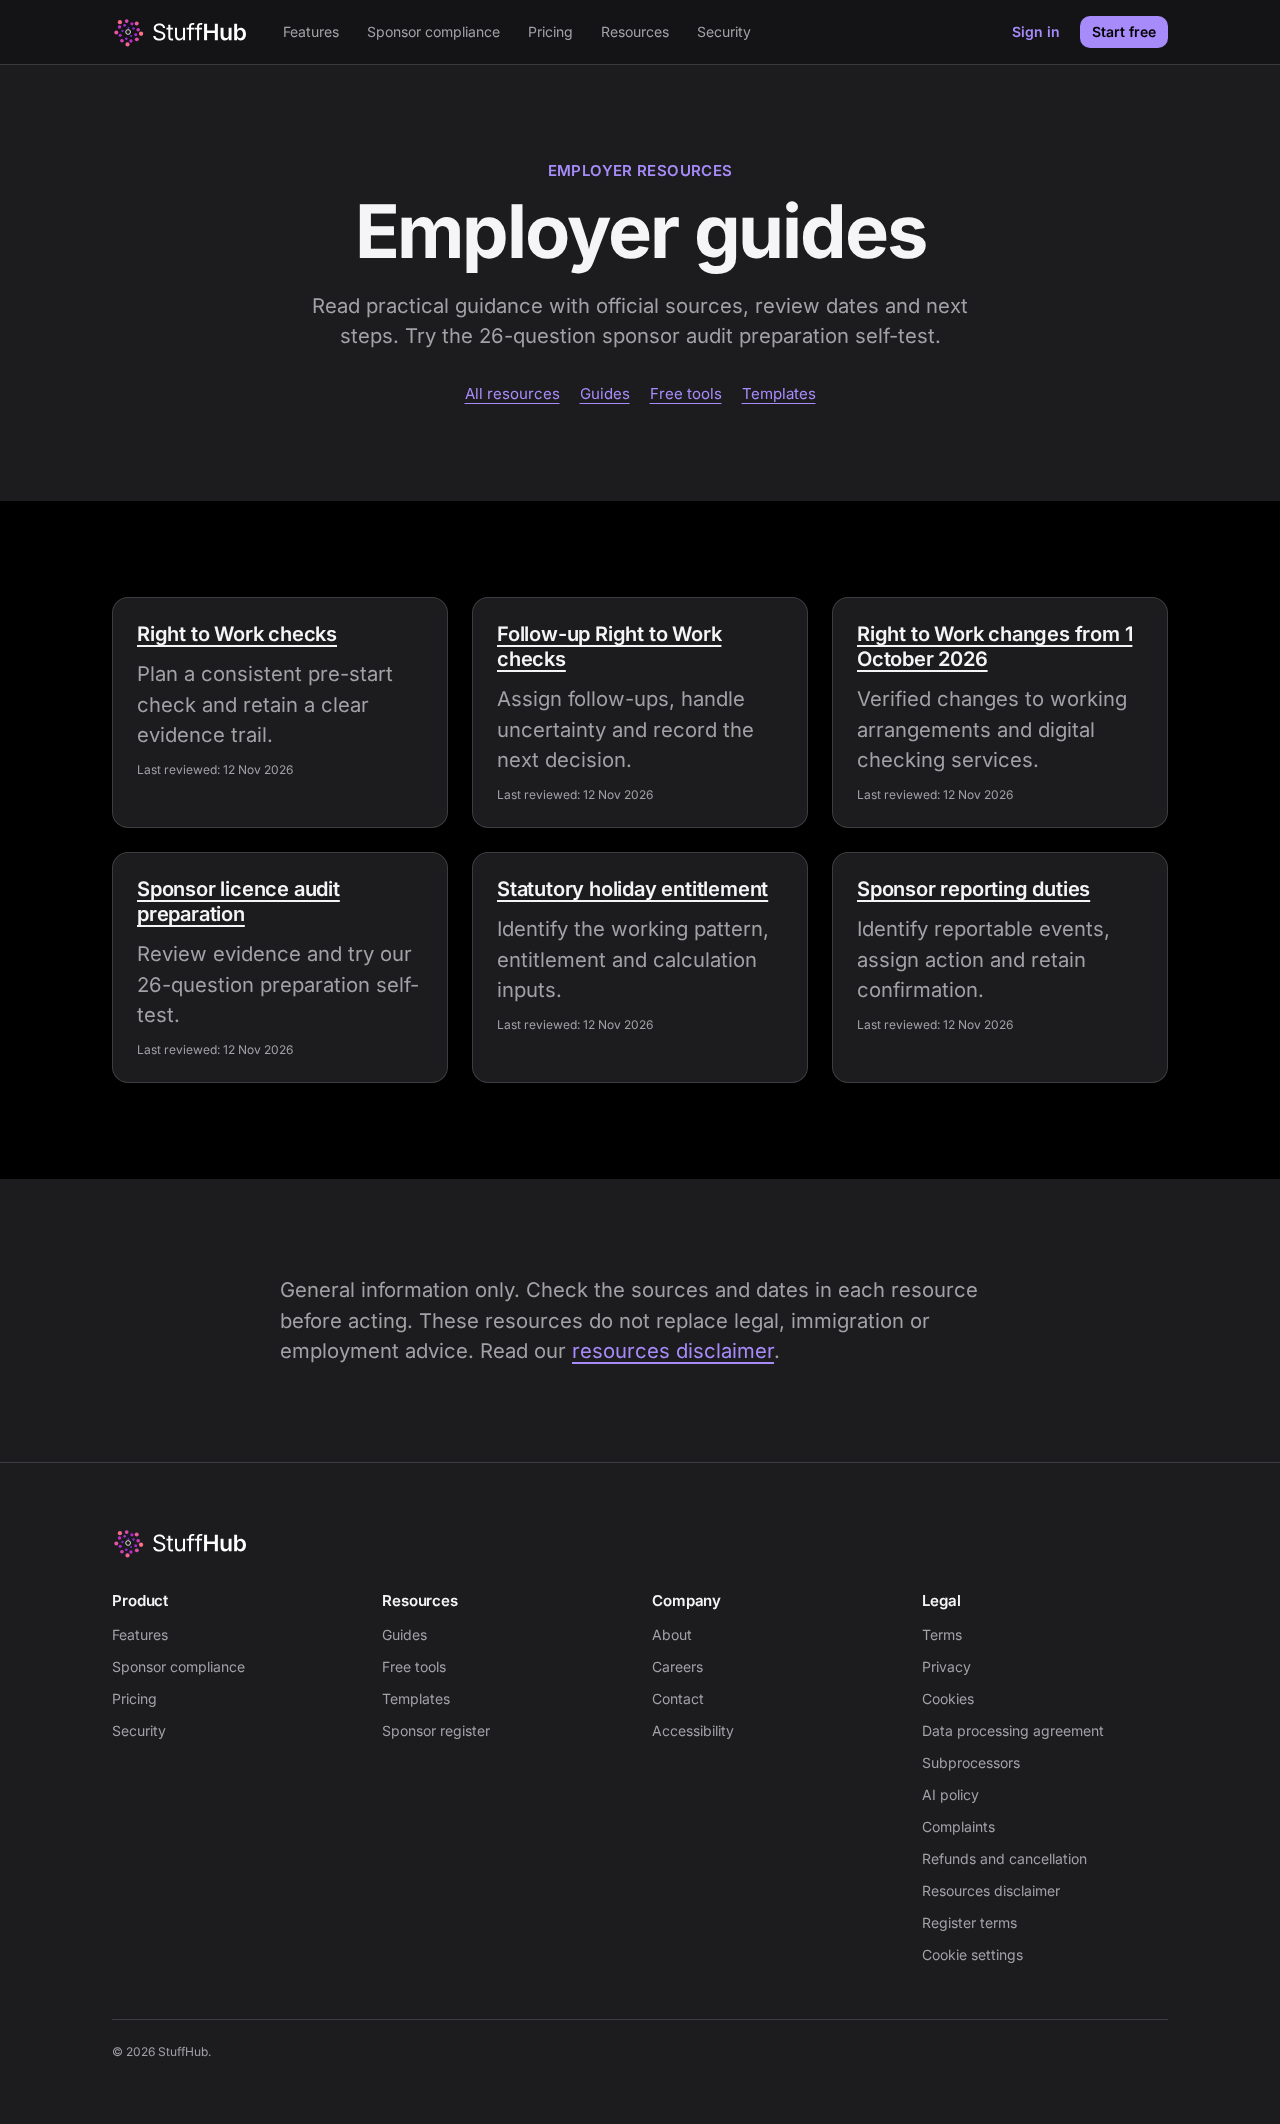 StuffHub
Features
Sponsor compliance
Pricing
Resources
Security
Sign in
Start free
EMPLOYER RESOURCES
Employer guides
Read practical guidance with official sources, review dates and next
steps. Try the 26-question sponsor audit preparation self-test.
All resources
Guides
Free tools
Templates
Right to Work checks
Plan a consistent pre-start
check and retain a clear
evidence trail.
Last reviewed: 12 Nov 2026
Follow-up Right to Work
checks
Assign follow-ups, handle
uncertainty and record the
next decision.
Last reviewed: 12 Nov 2026
Right to Work changes from 1
October 2026
Verified changes to working
arrangements and digital
checking services.
Last reviewed: 12 Nov 2026
Sponsor licence audit
preparation
Review evidence and try our
26-question preparation self-
test.
Last reviewed: 12 Nov 2026
Statutory holiday entitlement
Identify the working pattern,
entitlement and calculation
inputs.
Last reviewed: 12 Nov 2026
Sponsor reporting duties
Identify reportable events,
assign action and retain
confirmation.
Last reviewed: 12 Nov 2026
General information only. Check the sources and dates in each resource
before acting. These resources do not replace legal, immigration or
employment advice. Read our resources disclaimer.
StuffHub
Product
Features
Sponsor compliance
Pricing
Security
Resources
Guides
Free tools
Templates
Sponsor register
Company
About
Careers
Contact
Accessibility
Legal
Terms
Privacy
Cookies
Data processing agreement
Subprocessors
AI policy
Complaints
Refunds and cancellation
Resources disclaimer
Register terms
Cookie settings
© 2026 StuffHub.